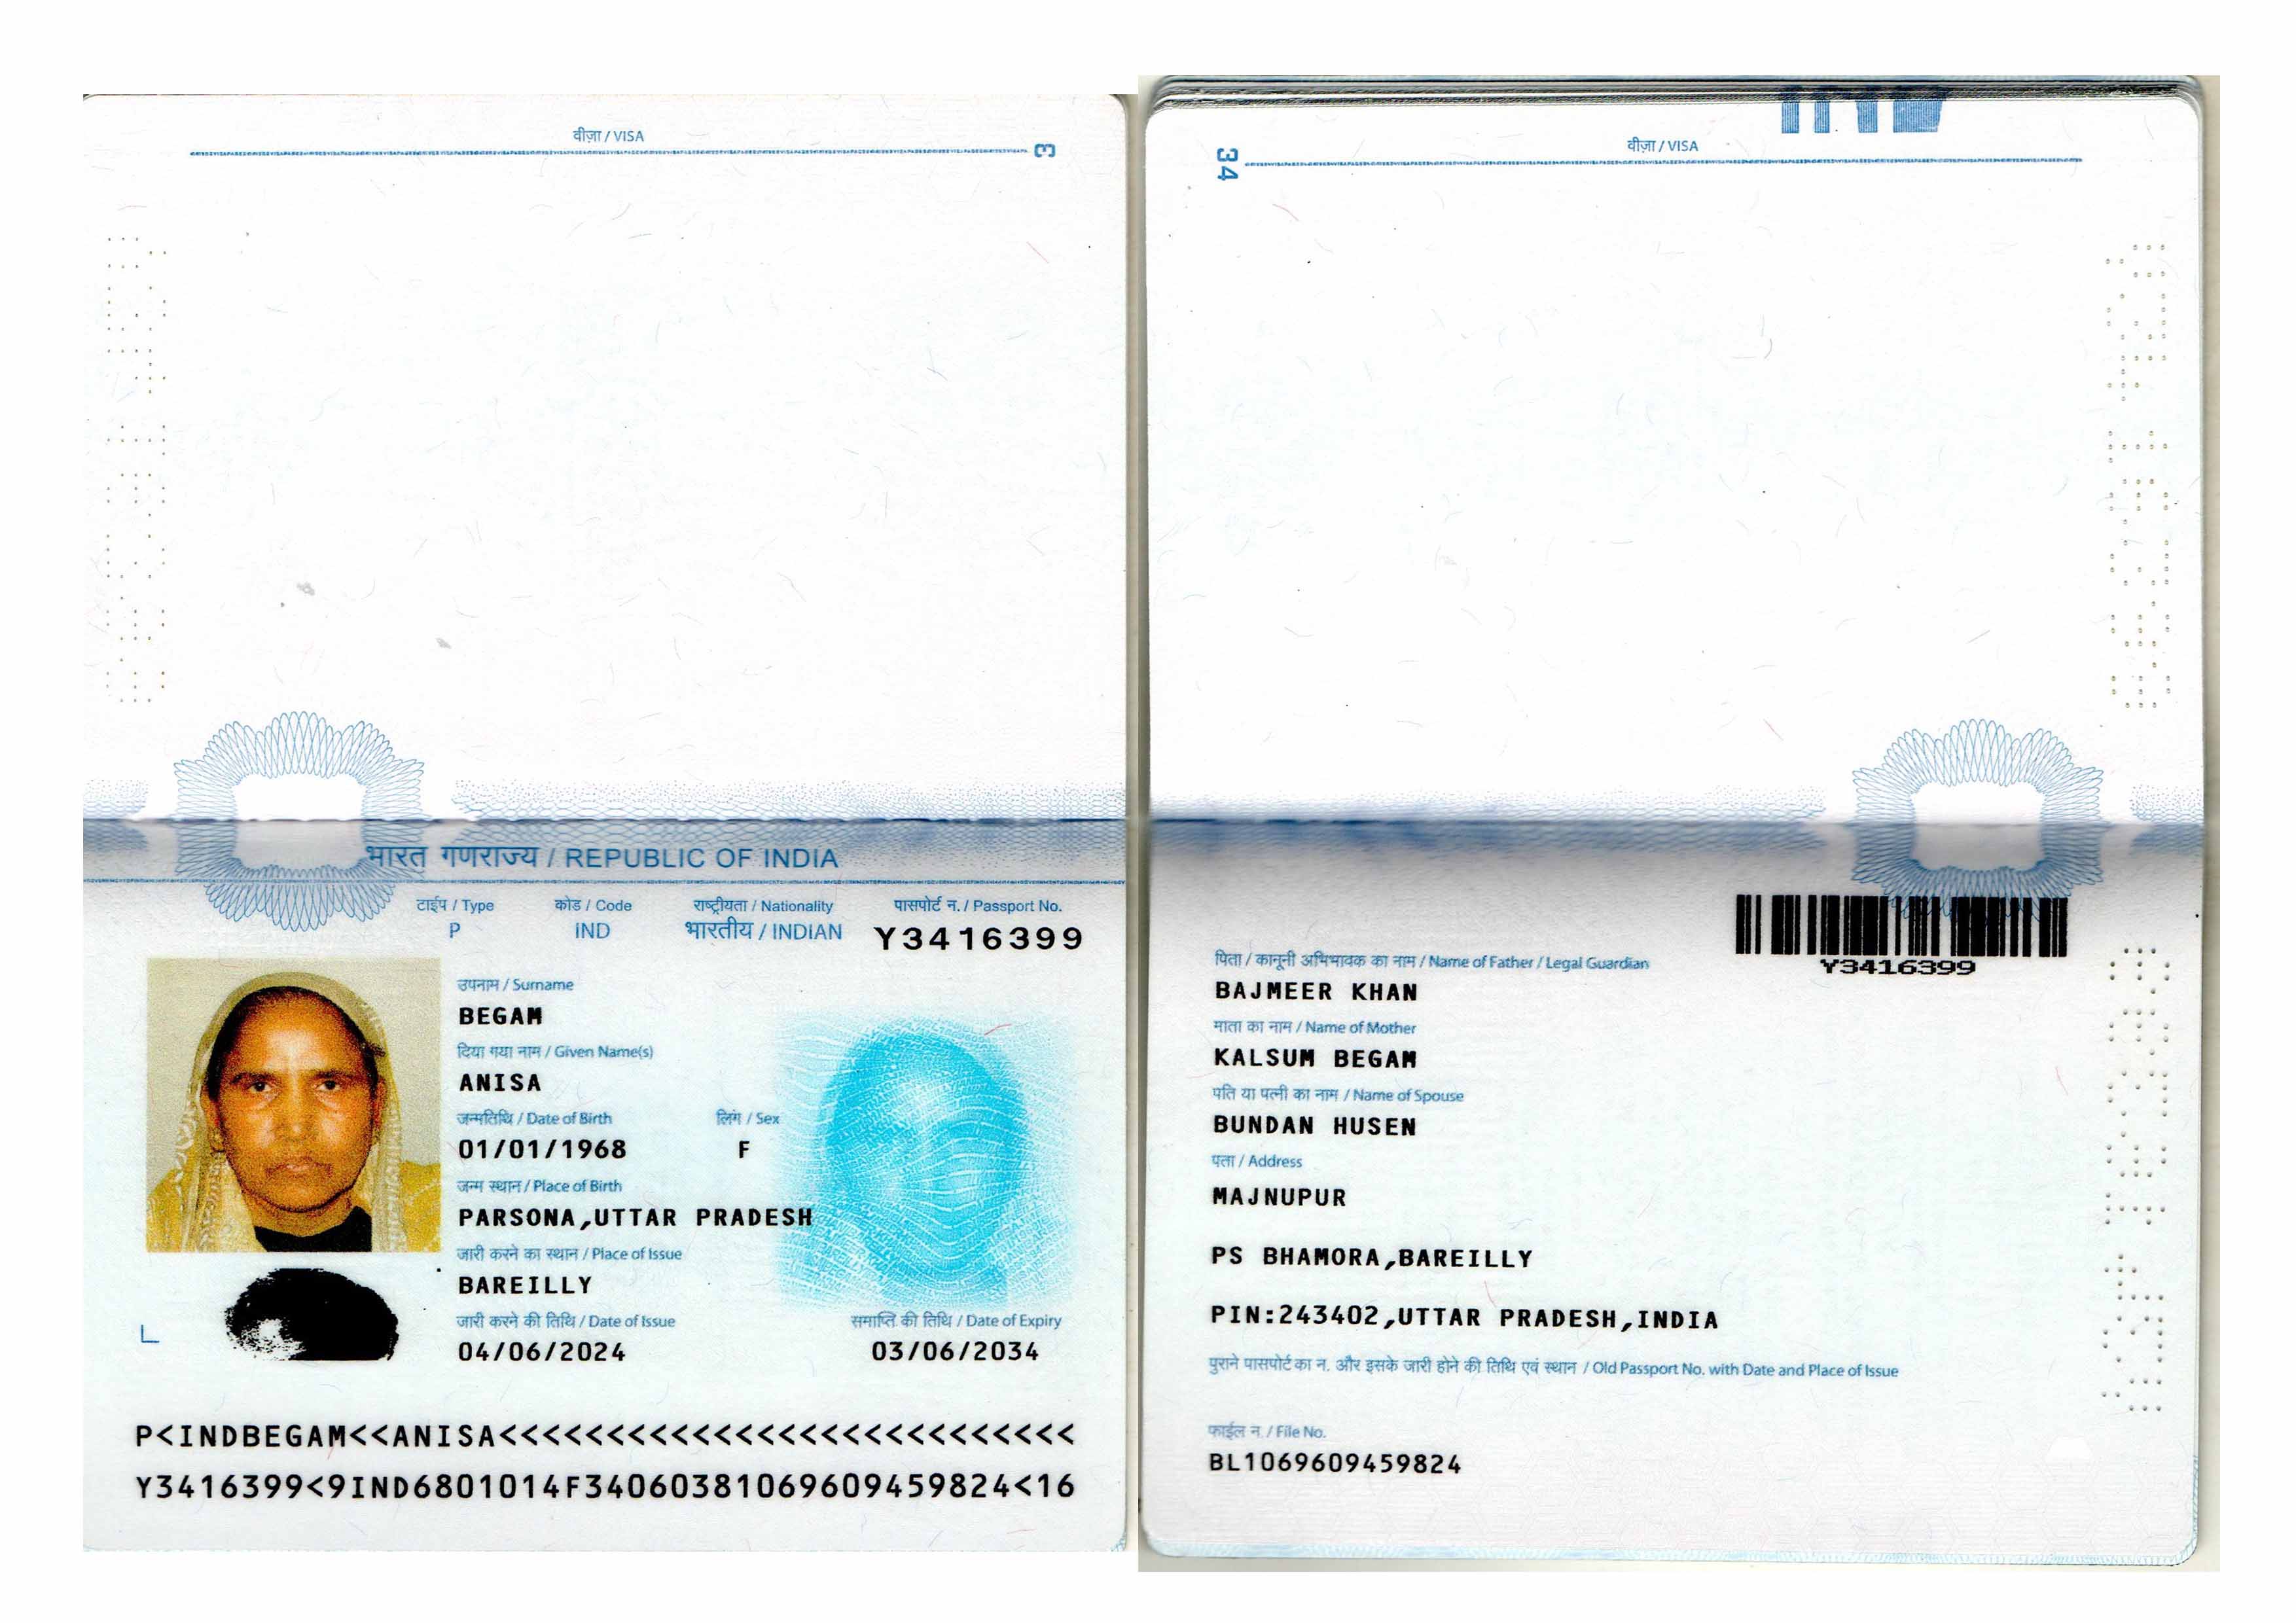 वीज़ा / VISA
3
भारत गणराज्य / REPUBLIC OF INDIA
टाईप / Type
कोड / Code
राष्ट्रीयता / Nationality
पासपोर्ट न. / Passport No.
P
IND
भारतीय / INDIAN
Y3416399
उपनाम / Surname
BEGAM
दिया गया नाम / Given Name(s)
ANISA
जन्मतिथि / Date of Birth
लिंग / Sex
01/01/1968
F
जन्म स्थान / Place of Birth
PARSONA,UTTAR PRADESH
जारी करने का स्थान / Place of Issue
BAREILLY
जारी करने की तिथि / Date of Issue
समाप्ति की तिथि / Date of Expiry
04/06/2024
03/06/2034
P<INDBEGAM<<ANISA<<<<<<<<<<<<<<<<<<<<<<<<<<<
Y3416399<9IND6801014F34060381069609459824<16
34
वीज़ा / VISA
Y3416399
पिता / कानूनी अभिभावक का नाम / Name of Father / Legal Guardian
BAJMEER KHAN
माता का नाम / Name of Mother
KALSUM BEGAM
पति या पत्नी का नाम / Name of Spouse
BUNDAN HUSEN
पता / Address
MAJNUPUR
PS BHAMORA,BAREILLY
PIN:243402,UTTAR PRADESH,INDIA
पुराने पासपोर्ट का न. और इसके जारी होने की तिथि एवं स्थान / Old Passport No. with Date and Place of Issue
फाईल न. / File No.
BL1069609459824